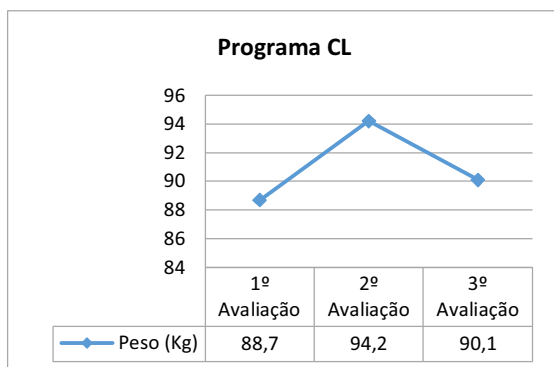 Programa CL
96
94
92
90
88
86
84
1º Avaliação
2º Avaliação
3º Avaliação
Peso (Kg) 88,7 94,2 90,1